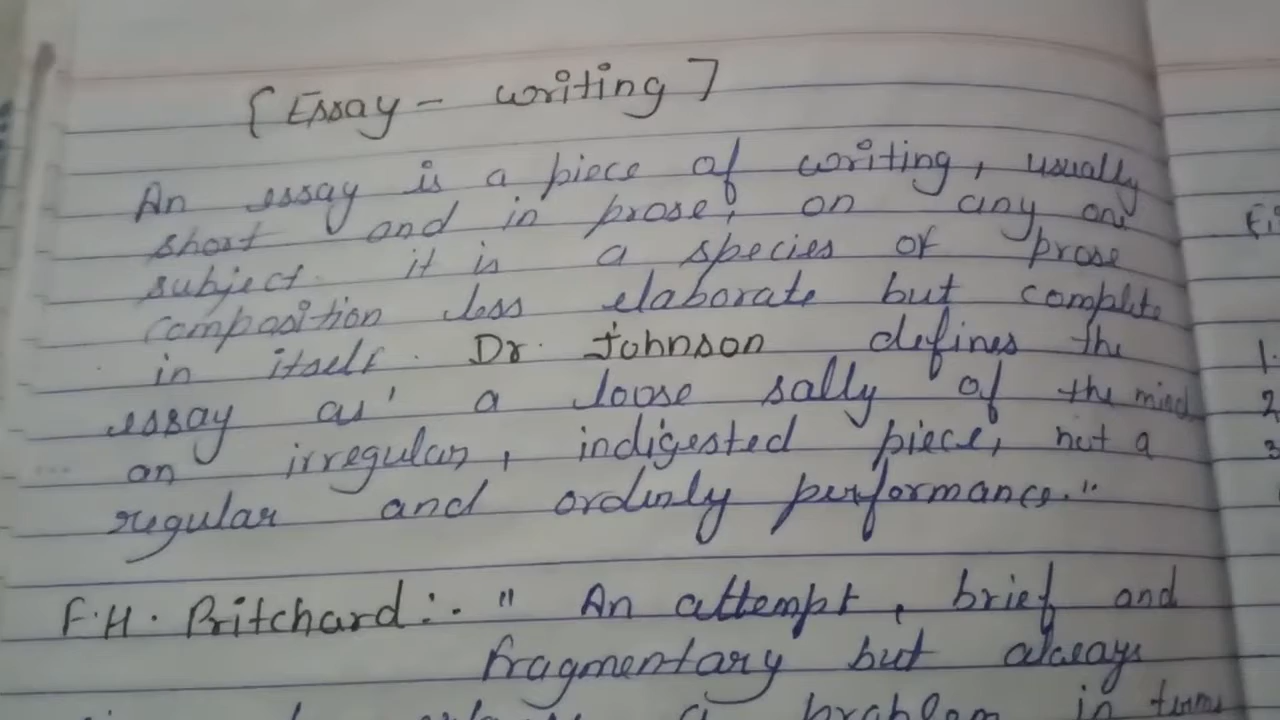 [Essay - writing]
An essay is a piece of writing, usually
short and in prose, on any one
subject. it is a species of prose
composition less elaborate but complete
in itself. Dr. Johnson defines the
essay as' a loose sally of the mind
an irregular, indigested piece, not a
regular and orderly performance."
F.H. Pritchard:. " An attempt, brief and
fragmentary but always
a problem in terms
1.
2
3